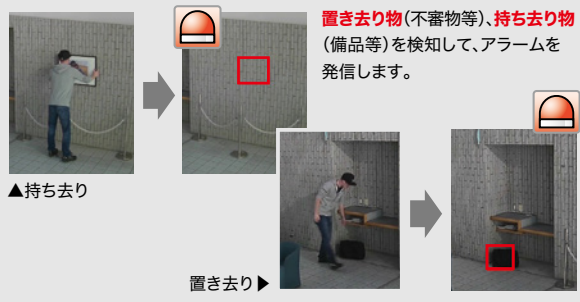 置き去り物(不審物等)、持ち去り物
(備品等)を検知して、アラームを
発信します。
▲持ち去り
置き去り▶